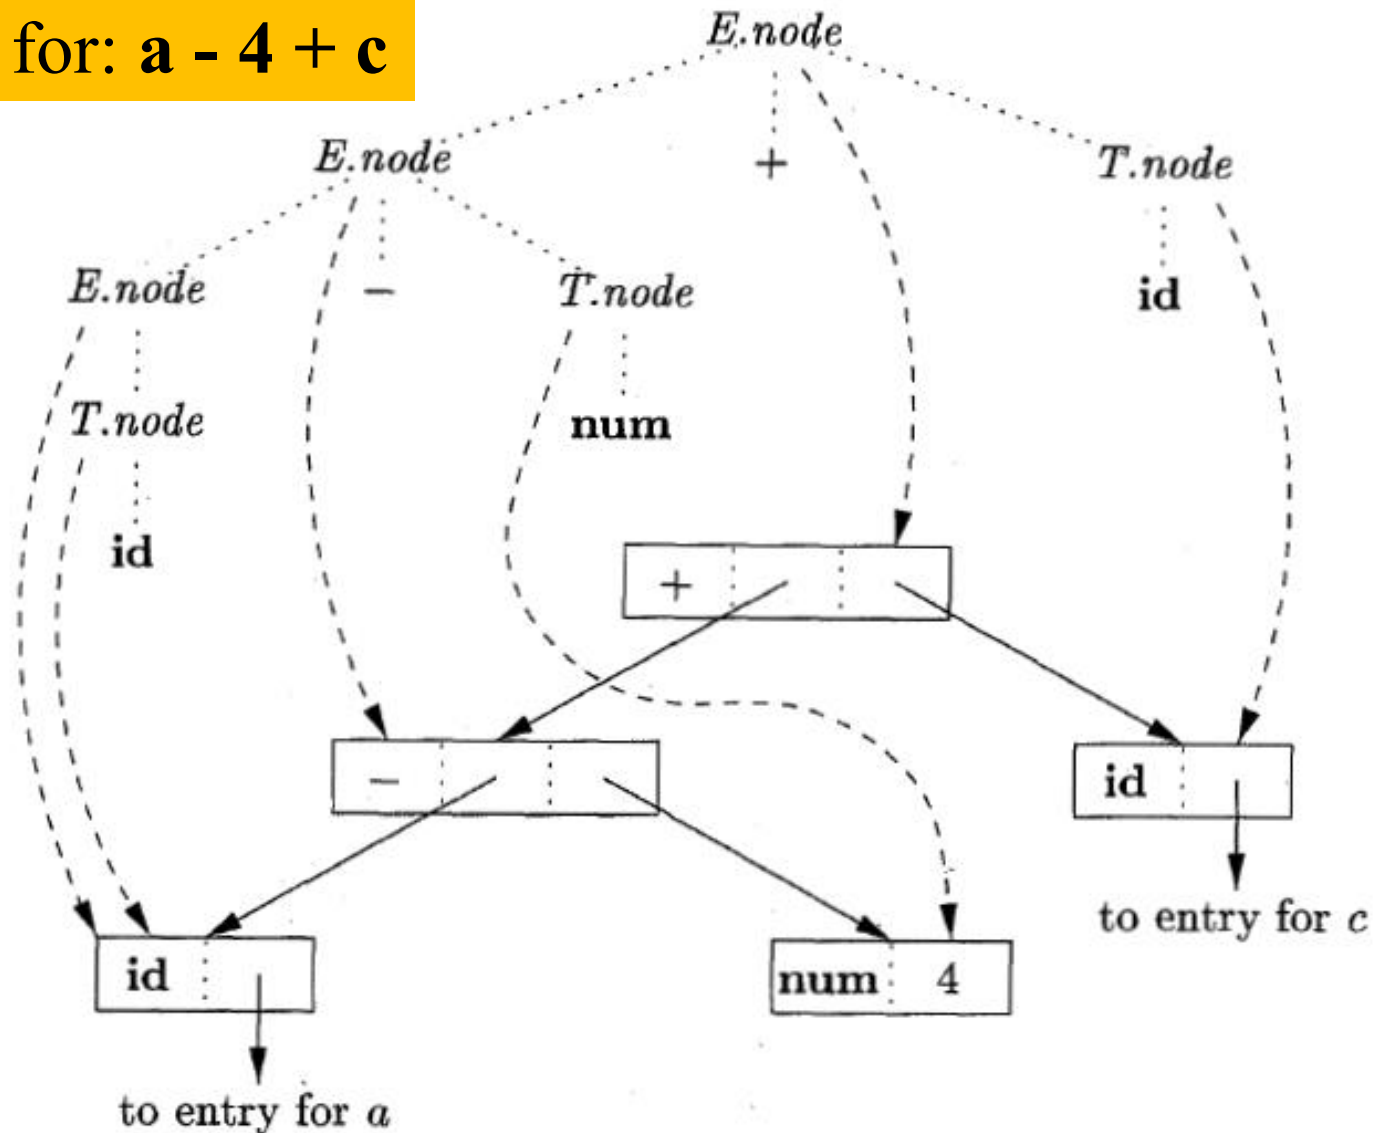 for: a - 4 + c
E.node
E.node + T.node
E.node – T.node id
T.node num
id
+
– id
to entry for c
id num 4
to entry for a